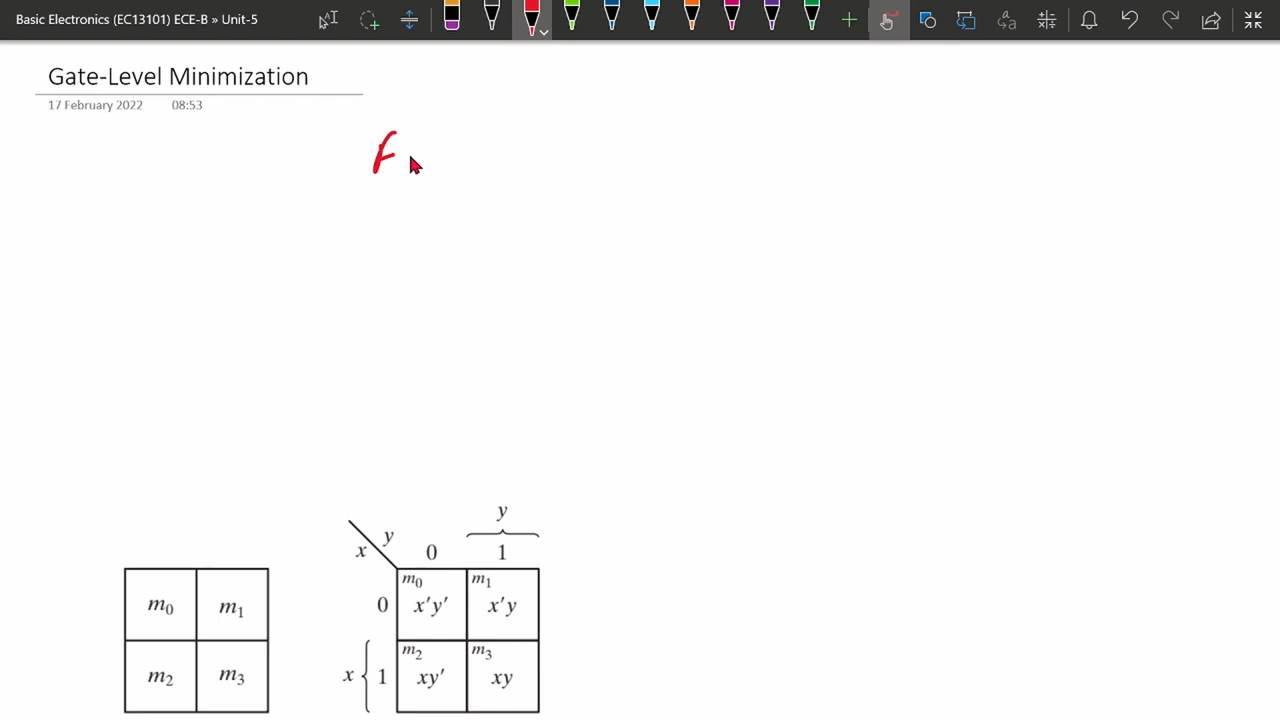 Basic Electronics (EC13101) ECE-B » Unit-5
Gate-Level Minimization
17 February 2022 08:53
F
y
y
x 0 1
m₀ m₁
0 x'y' x'y
m₀ m₁
m₂ m₃
x 1 xy' xy
m₂ m₃